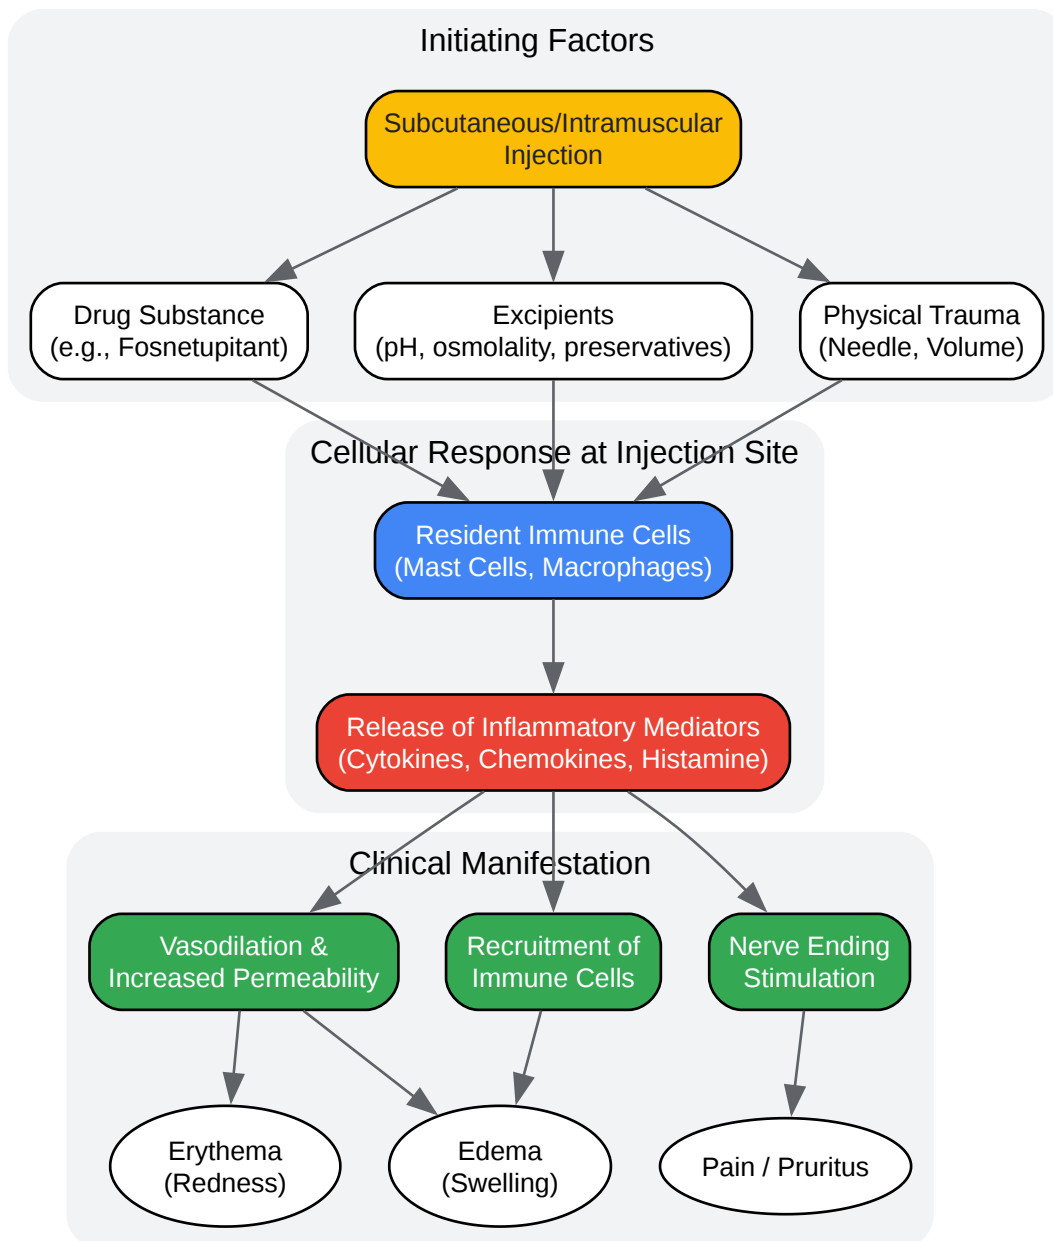 Initiating Factors
Subcutaneous/Intramuscular
Injection
Drug Substance
(e.g., Fosnetupitant)
Excipients
(pH, osmolality, preservatives)
Physical Trauma
(Needle, Volume)
Cellular Response at Injection Site
Resident Immune Cells
(Mast Cells, Macrophages)
Release of Inflammatory Mediators
(Cytokines, Chemokines, Histamine)
Clinical Manifestation
Vasodilation &
Increased Permeability
Recruitment of
Immune Cells
Nerve Ending
Stimulation
Erythema
(Redness)
Edema
(Swelling)
Pain / Pruritus